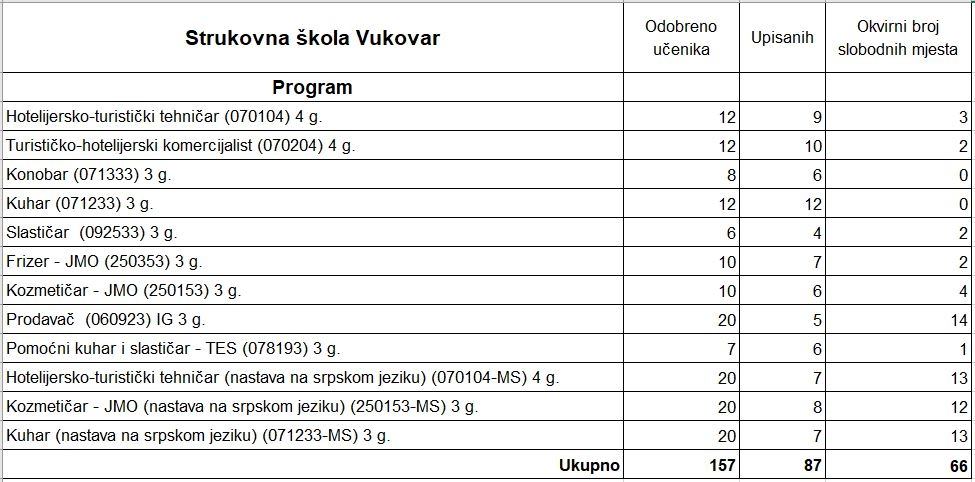 Strukovna škola Vukovar Odobreno učenika Upisanih Okvirni broj slobodnih mjesta
Program
Hotelijersko-turistički tehničar (070104) 4 g. 12 9 3
Turističko-hotelijerski komercijalist (070204) 4 g. 12 10 2
Konobar (071333) 3 g. 8 6 0
Kuhar (071233) 3 g. 12 12 0
Slastičar (092533) 3 g. 6 4 2
Frizer - JMO (250353) 3 g. 10 7 2
Kozmetičar - JMO (250153) 3 g. 10 6 4
Prodavač (060923) IG 3 g. 20 5 14
Pomoćni kuhar i slastičar - TES (078193) 3 g. 7 6 1
Hotelijersko-turistički tehničar (nastava na srpskom jeziku) (070104-MS) 4 g. 20 7 13
Kozmetičar - JMO (nastava na srpskom jeziku) (250153-MS) 3 g. 20 8 12
Kuhar (nastava na srpskom jeziku) (071233-MS) 3 g. 20 7 13
Ukupno 157 87 66